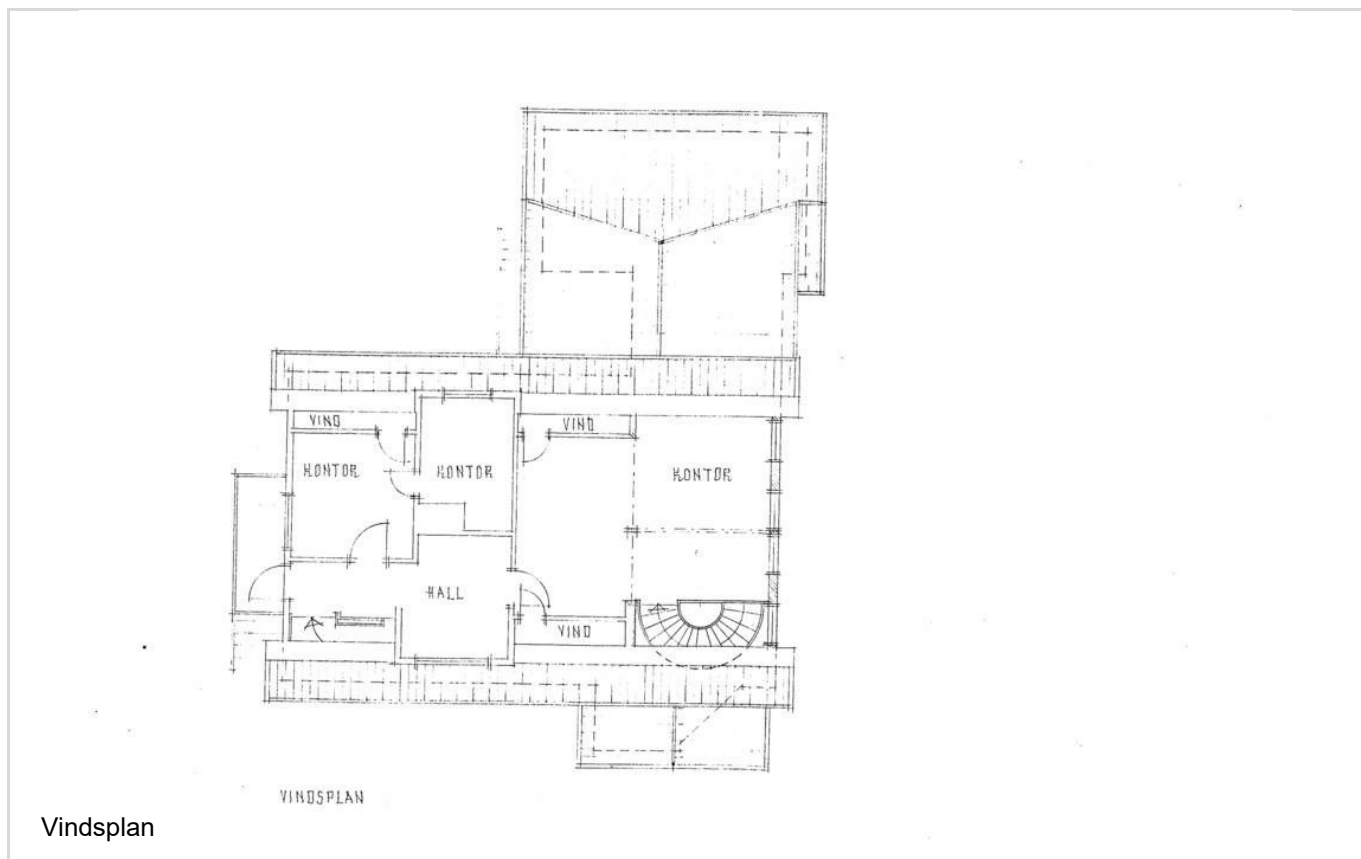 VIND
VIND
KONTOR
KONTOR
KONTOR
HALL
VIND
VINDSPLAN
Vindsplan